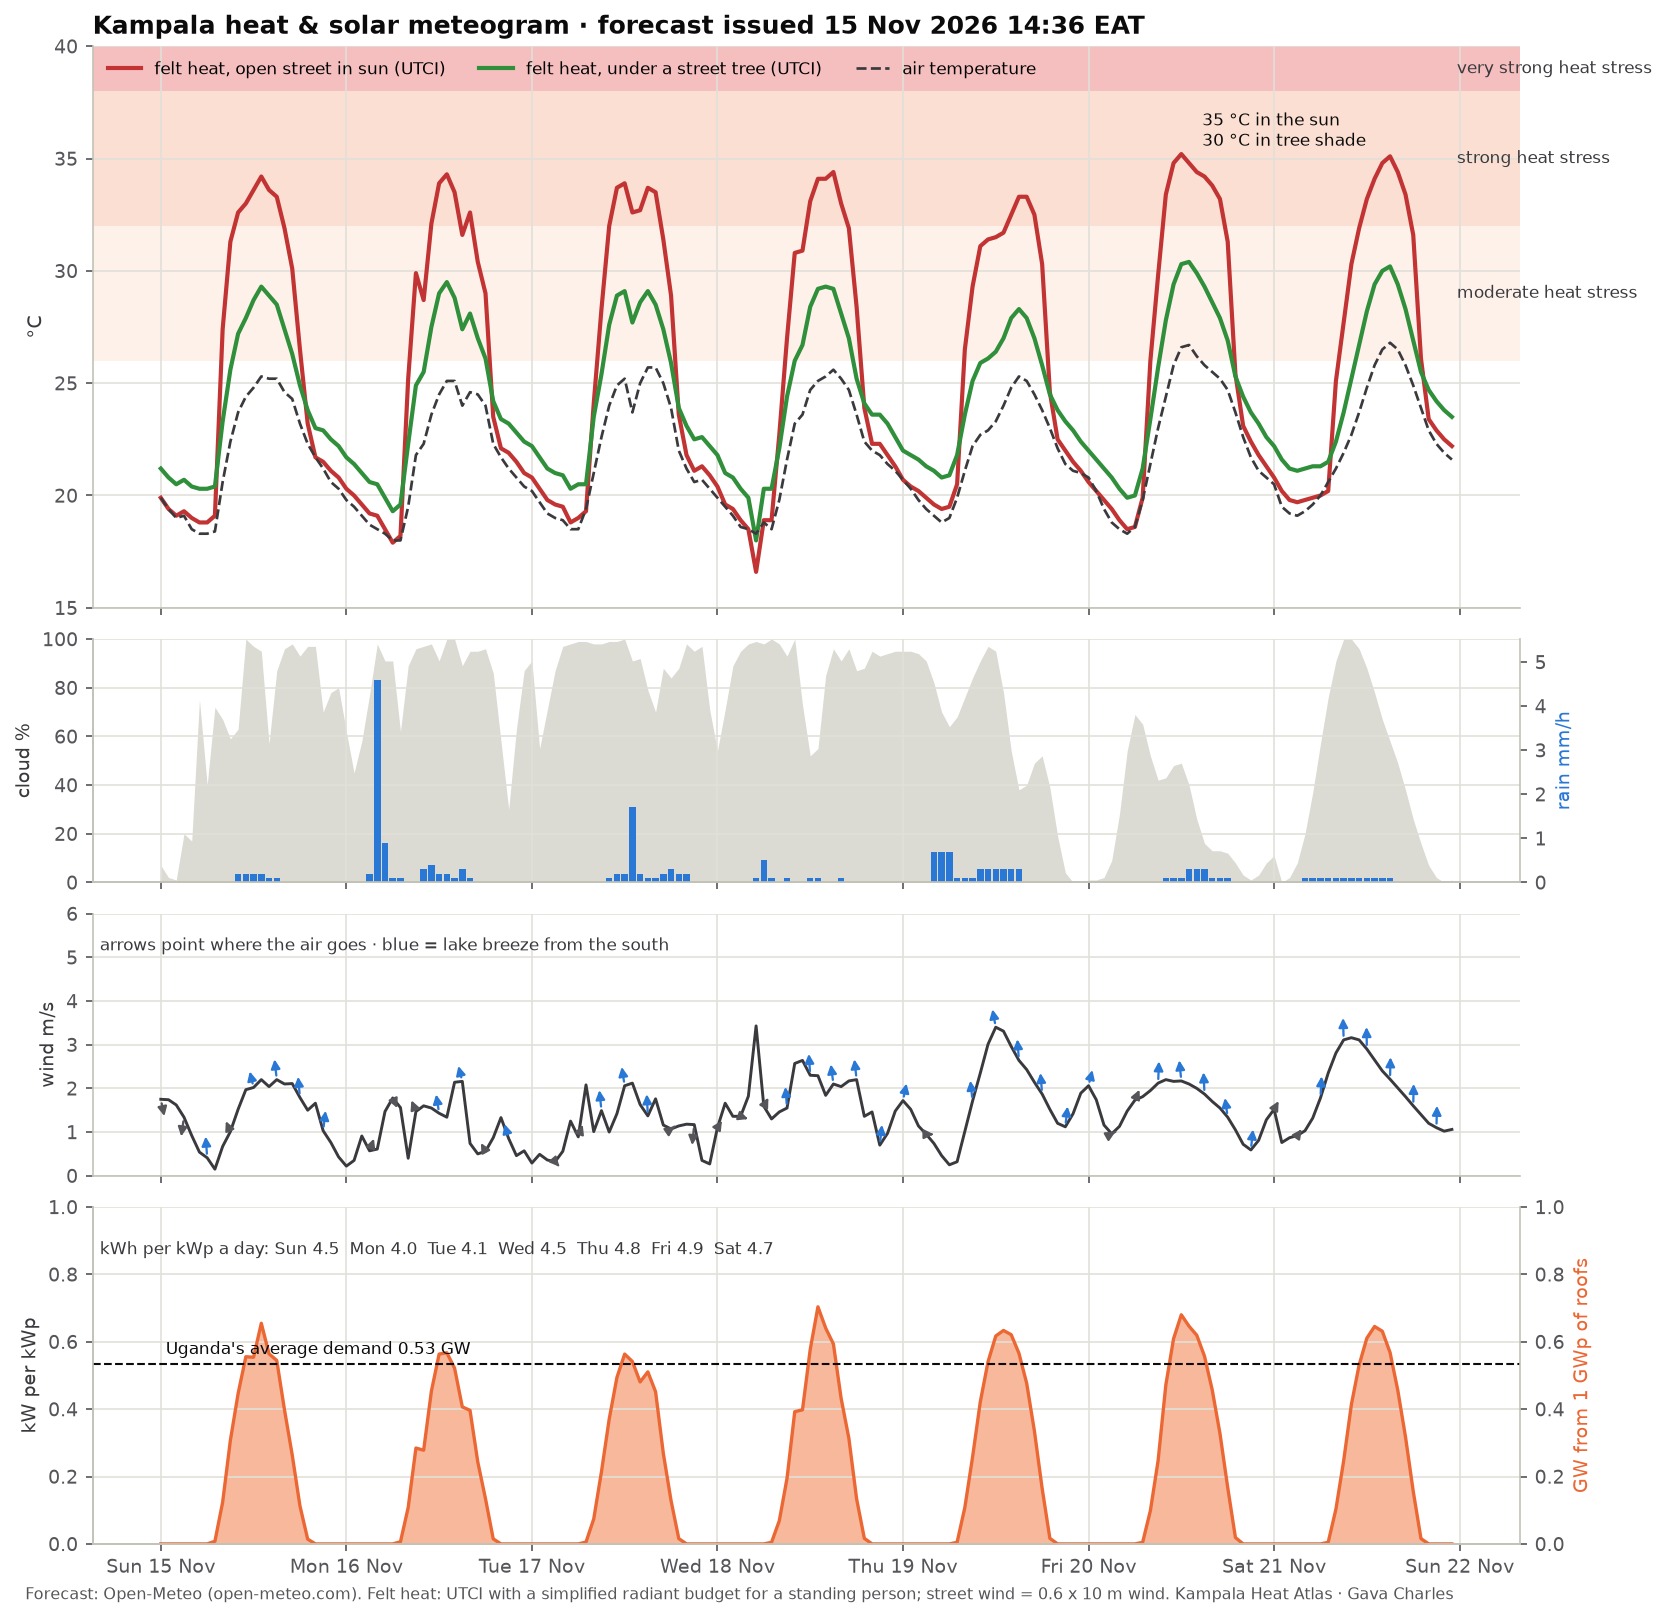 Kampala heat & solar meteogram · forecast issued 15 Nov 2026 14:36 EAT
felt heat, open street in sun (UTCI)
felt heat, under a street tree (UTCI)
air temperature
very strong heat stress
35 °C in the sun
30 °C in tree shade
strong heat stress
moderate heat stress
°C
40
35
30
25
20
15
cloud %
100
80
60
40
20
0
rain mm/h
5
4
3
2
1
0
wind m/s
6
5
4
3
2
1
0
arrows point where the air goes · blue = lake breeze from the south
kW per kWp
1.0
0.8
0.6
0.4
0.2
0.0
kWh per kWp a day: Sun 4.5  Mon 4.0  Tue 4.1  Wed 4.5  Thu 4.8  Fri 4.9  Sat 4.7
Uganda's average demand 0.53 GW
GW from 1 GWp of roofs
1.0
0.8
0.6
0.4
0.2
0.0
Sun 15 Nov
Mon 16 Nov
Tue 17 Nov
Wed 18 Nov
Thu 19 Nov
Fri 20 Nov
Sat 21 Nov
Sun 22 Nov
Forecast: Open-Meteo (open-meteo.com). Felt heat: UTCI with a simplified radiant budget for a standing person; street wind = 0.6 x 10 m wind. Kampala Heat Atlas · Gava Charles